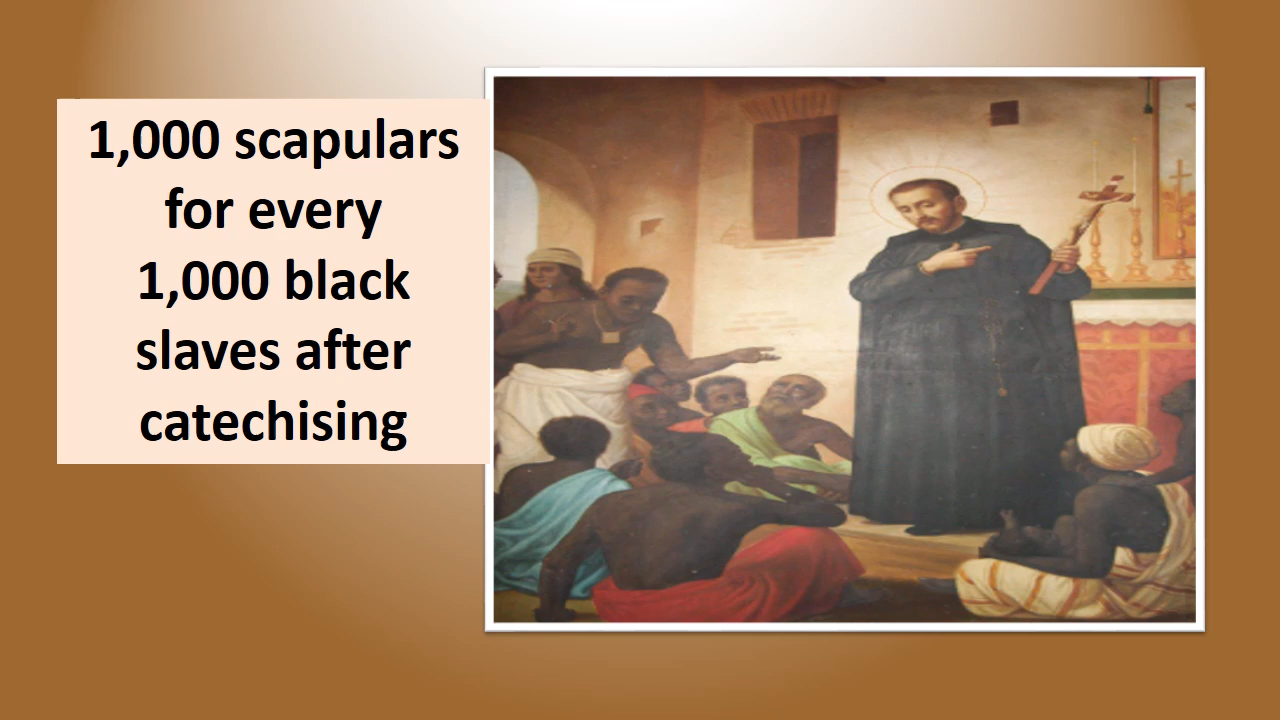 1,000 scapulars
for every
1,000 black
slaves after
catechising